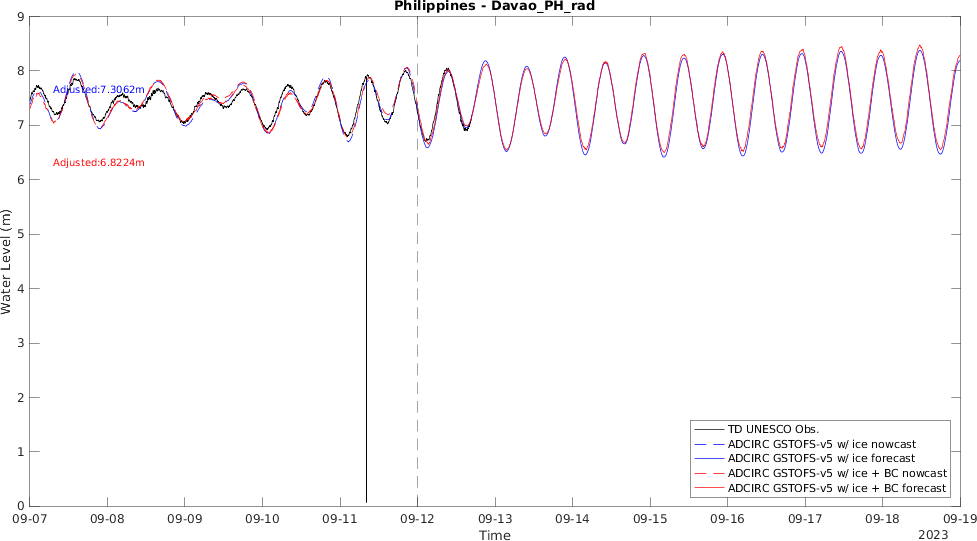 Philippines - Davao_PH_rad
9
8
7
6
5
4
3
2
1
0
Water Level (m)
Adjusted:7.3062m
Adjusted:6.8224m
TD UNESCO Obs.
ADCIRC GSTOFS-v5 w/ ice nowcast
ADCIRC GSTOFS-v5 w/ ice forecast
ADCIRC GSTOFS-v5 w/ ice + BC nowcast
ADCIRC GSTOFS-v5 w/ ice + BC forecast
09-07 09-08 09-09 09-10 09-11 09-12 09-13 09-14 09-15 09-16 09-17 09-18 09-19
Time
2023